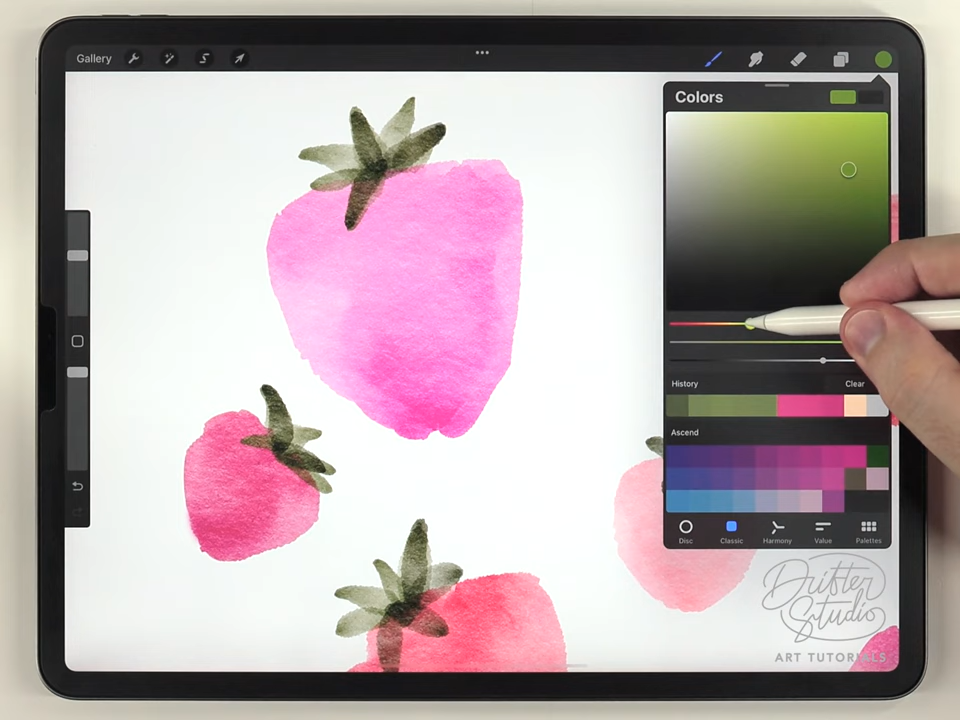 Gallery
Colors
History Clear
Ascend
Disc Classic Harmony Value Palettes
Drifter
Studio
ART TUTORIALS